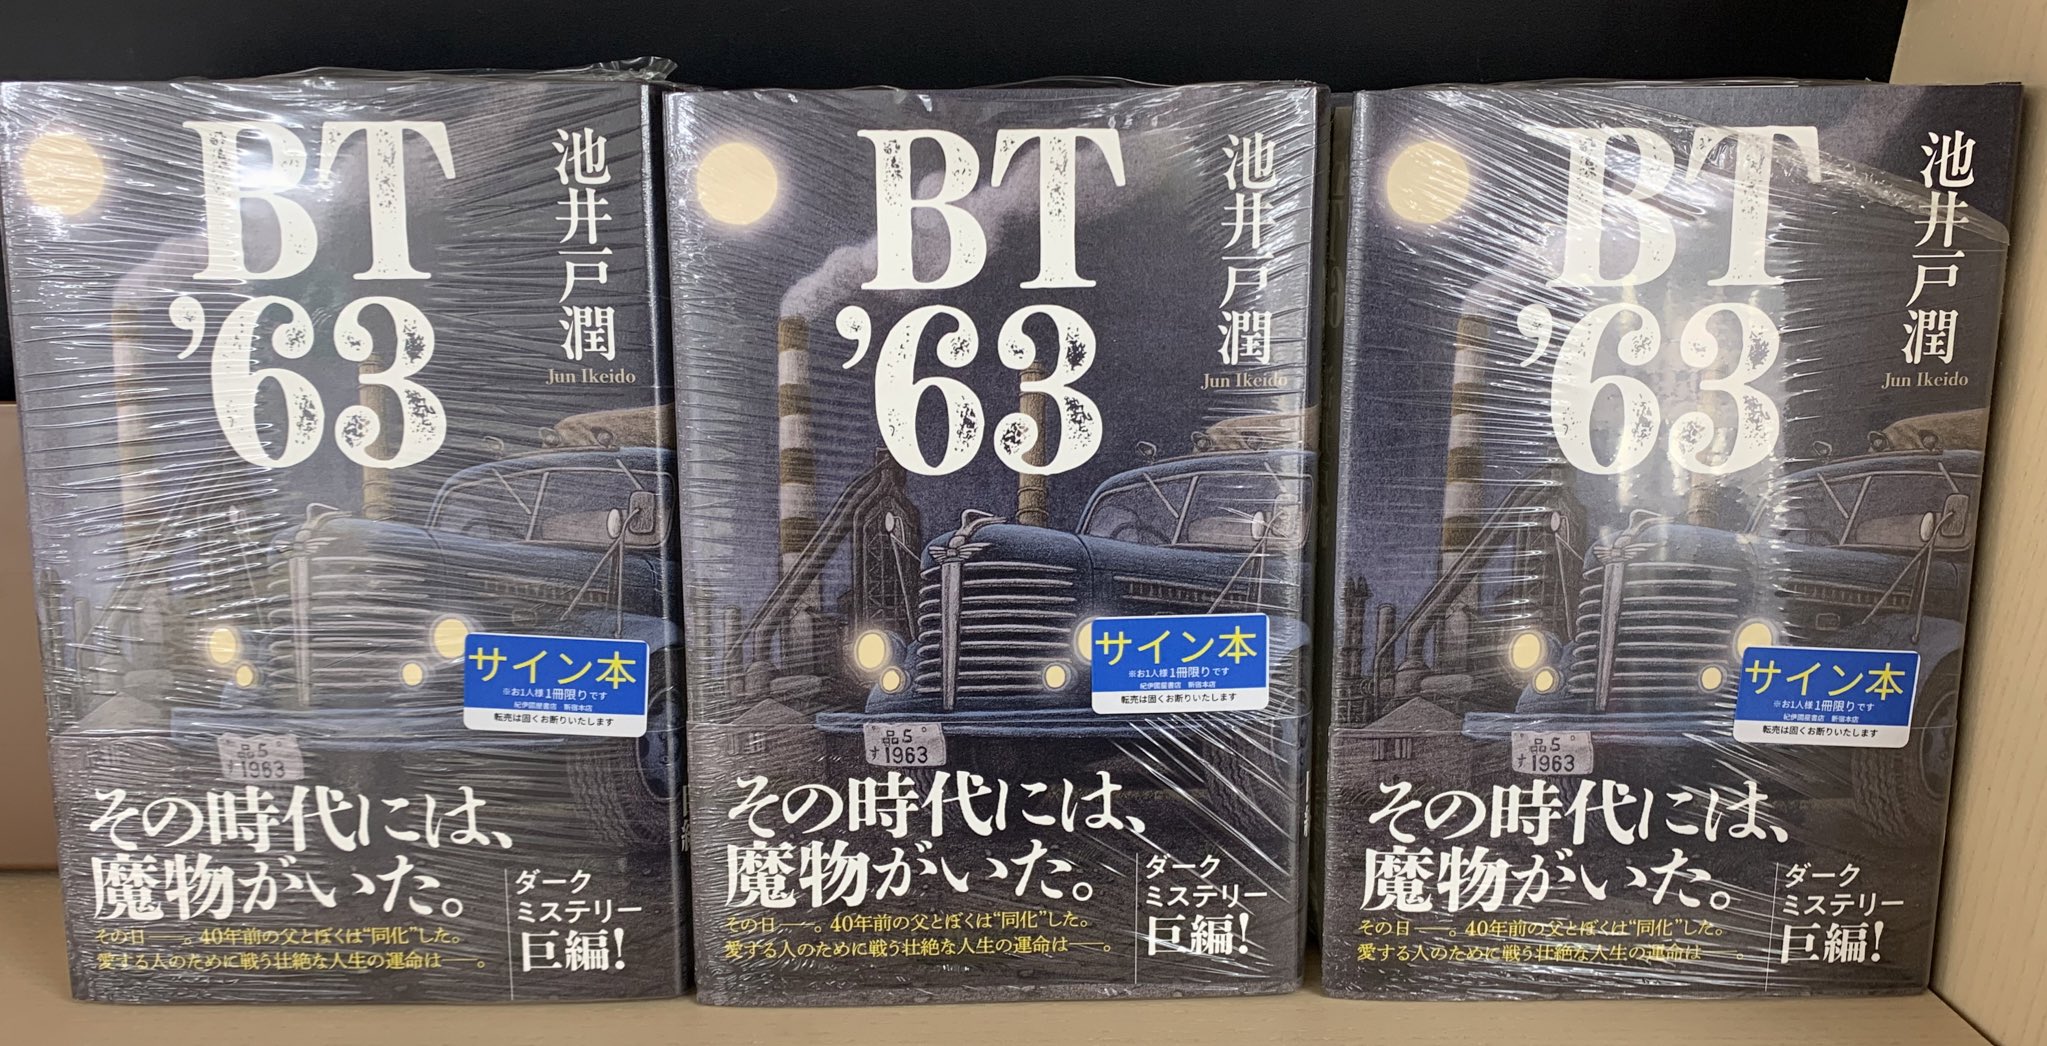 BT
'63
池井戸潤
Jun Ikeido
サイン本
※お1人様1冊限りです
紀伊國屋書店 新宿本店
転売は固くお断りいたします
品5
す 1963
その時代には、
魔物がいた。
その日──。40年前の父とぼくは“同化”した。
愛する人のために戦う壮絶な人生の運命は──。
ダーク
ミステリー
巨編!
BT
'63
池井戸潤
Jun Ikeido
サイン本
※お1人様1冊限りです
紀伊國屋書店 新宿本店
転売は固くお断りいたします
品5
す 1963
その時代には、
魔物がいた。
その日──。40年前の父とぼくは“同化”した。
愛する人のために戦う壮絶な人生の運命は──。
ダーク
ミステリー
巨編!
BT
'63
池井戸潤
Jun Ikeido
サイン本
※お1人様1冊限りです
紀伊國屋書店 新宿本店
転売は固くお断りいたします
品5
す 1963
その時代には、
魔物がいた。
その日──。40年前の父とぼくは“同化”した。
愛する人のために戦う壮絶な人生の運命は──。
ダーク
ミステリー
巨編!